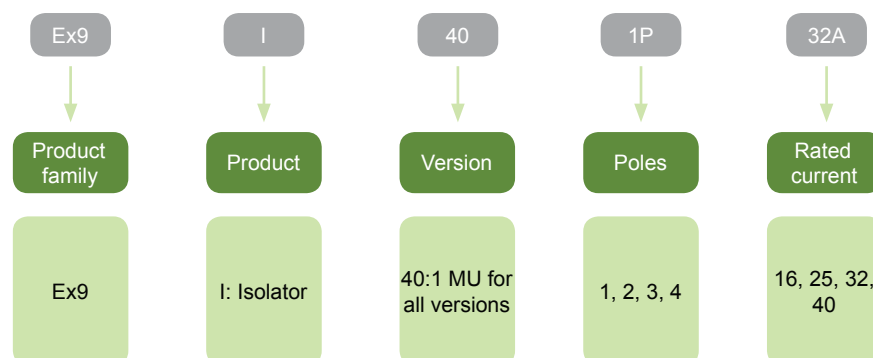 Ex9
I
40
1P
32A
Product
family
Product
Version
Poles
Rated
current
Ex9
I: Isolator
40:1 MU for
all versions
1, 2, 3, 4
16, 25, 32,
40